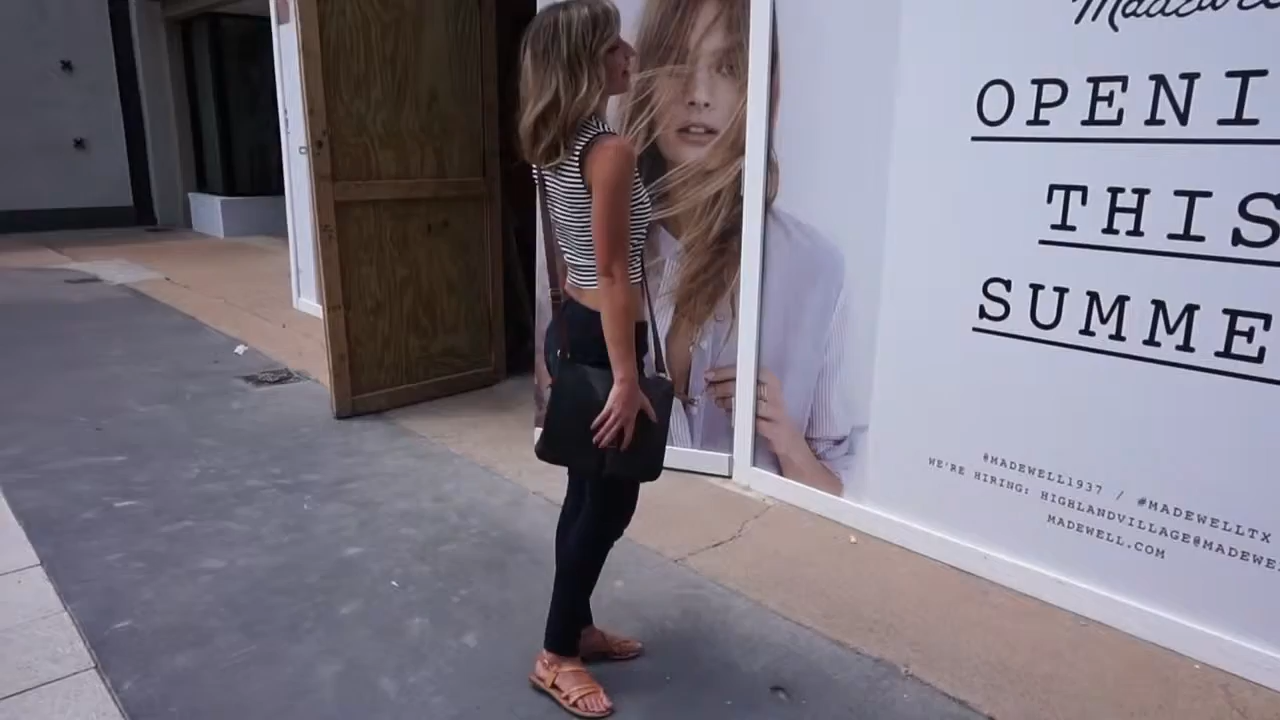 OPENI
THIS
SUMME
#MADEWELL1937 / #MADEWELLTX
WE'RE HIRING: HIGHLANDVILLAGE@MADEWE
MADEWELL.COM